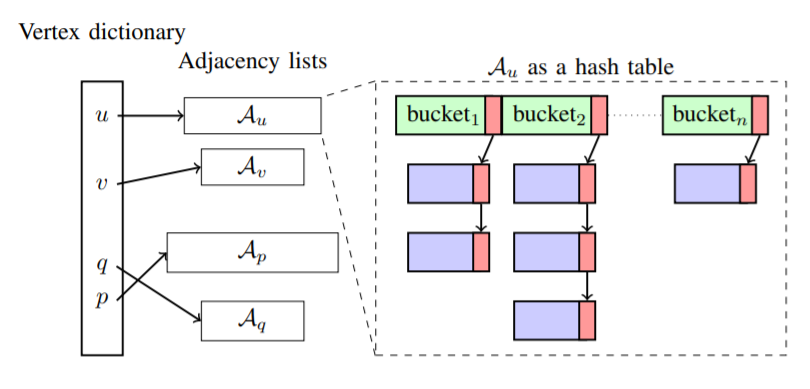 Vertex dictionary
Adjacency lists
𝒜ᵤ as a hash table
u
𝒜ᵤ
bucket₁ bucket₂ bucketₙ
v
𝒜ᵥ
q
𝒜ₚ
p
𝒜_q